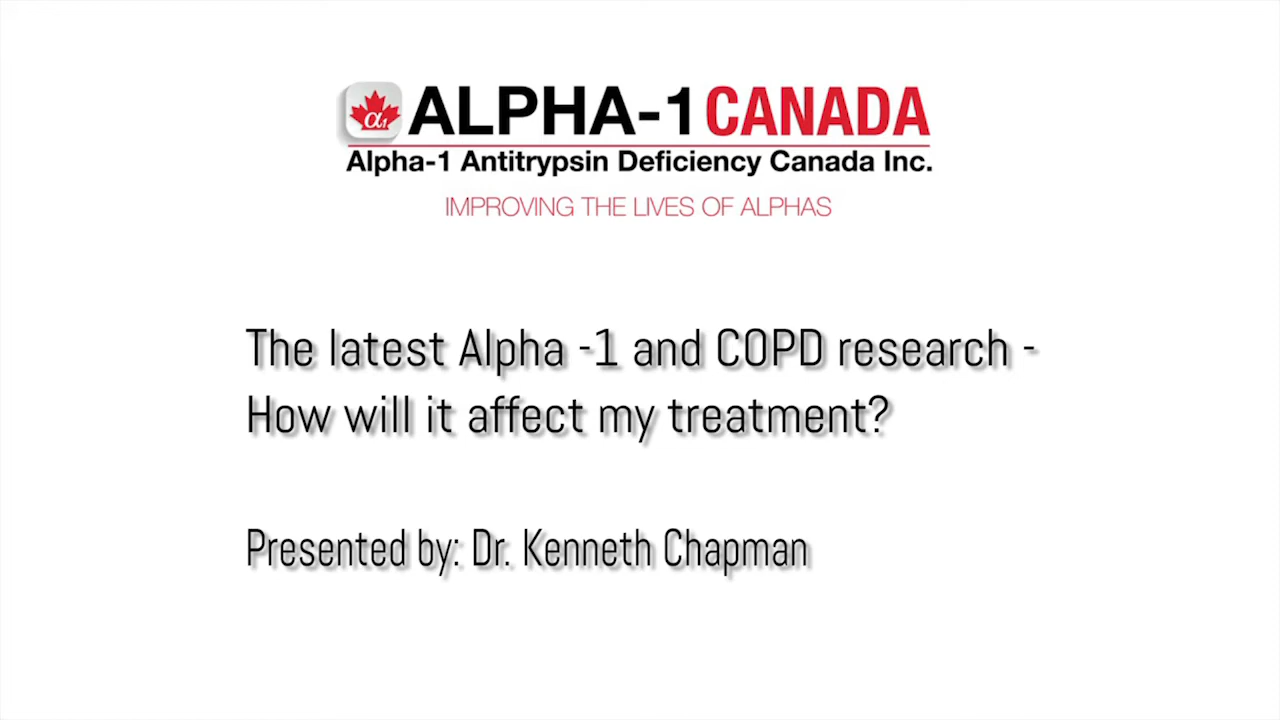 α1 ALPHA-1 CANADA
Alpha-1 Antitrypsin Deficiency Canada Inc.
IMPROVING THE LIVES OF ALPHAS
The latest Alpha -1 and COPD research -
How will it affect my treatment?
Presented by: Dr. Kenneth Chapman